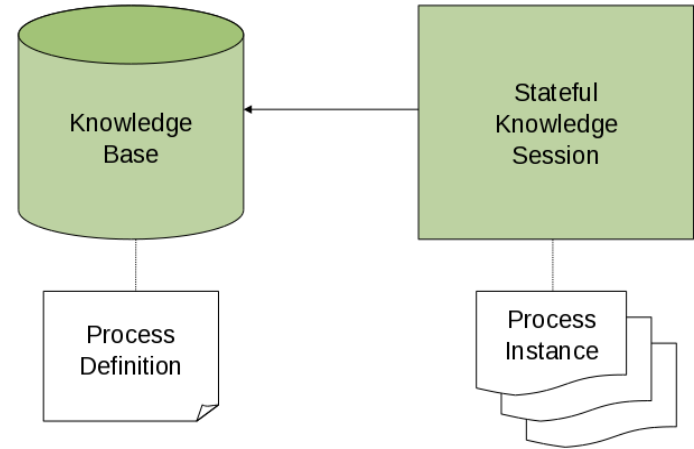 Knowledge
Base
Stateful
Knowledge
Session
Process
Definition
Process
Instance